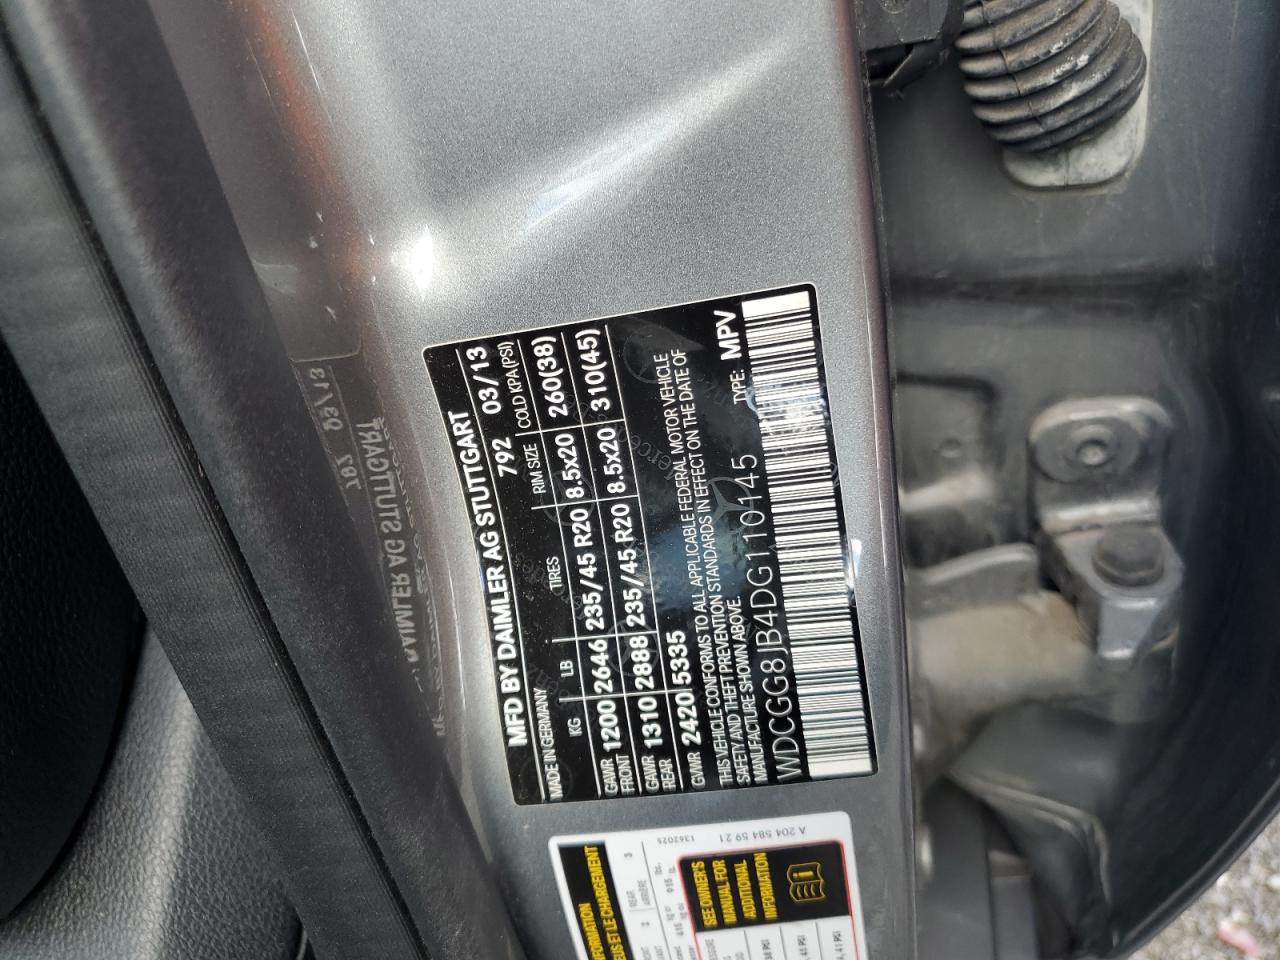 MFD BY DAIMLER AG STUTTGART
MADE IN GERMANY 792 03/13
KG LB TIRES RIM SIZE COLD KPA(PSI)
GAWR FRONT 1200 2646 235/45 R20 8.5x20 260(38)
GAWR REAR 1310 2888 235/45 R20 8.5x20 310(45)
GVWR 2420 5335
THIS VEHICLE CONFORMS TO ALL APPLICABLE FEDERAL MOTOR VEHICLE
SAFETY AND THEFT PREVENTION STANDARDS IN EFFECT ON THE DATE OF
MANUFACTURE SHOWN ABOVE.
TYPE: MPV
WDCGG8JB4DG110145
REAR
ARRIÈRE 3
SEE OWNER'S
MANUAL FOR
ADDITIONAL
INFORMATION
A 204 584 59 21
1362025